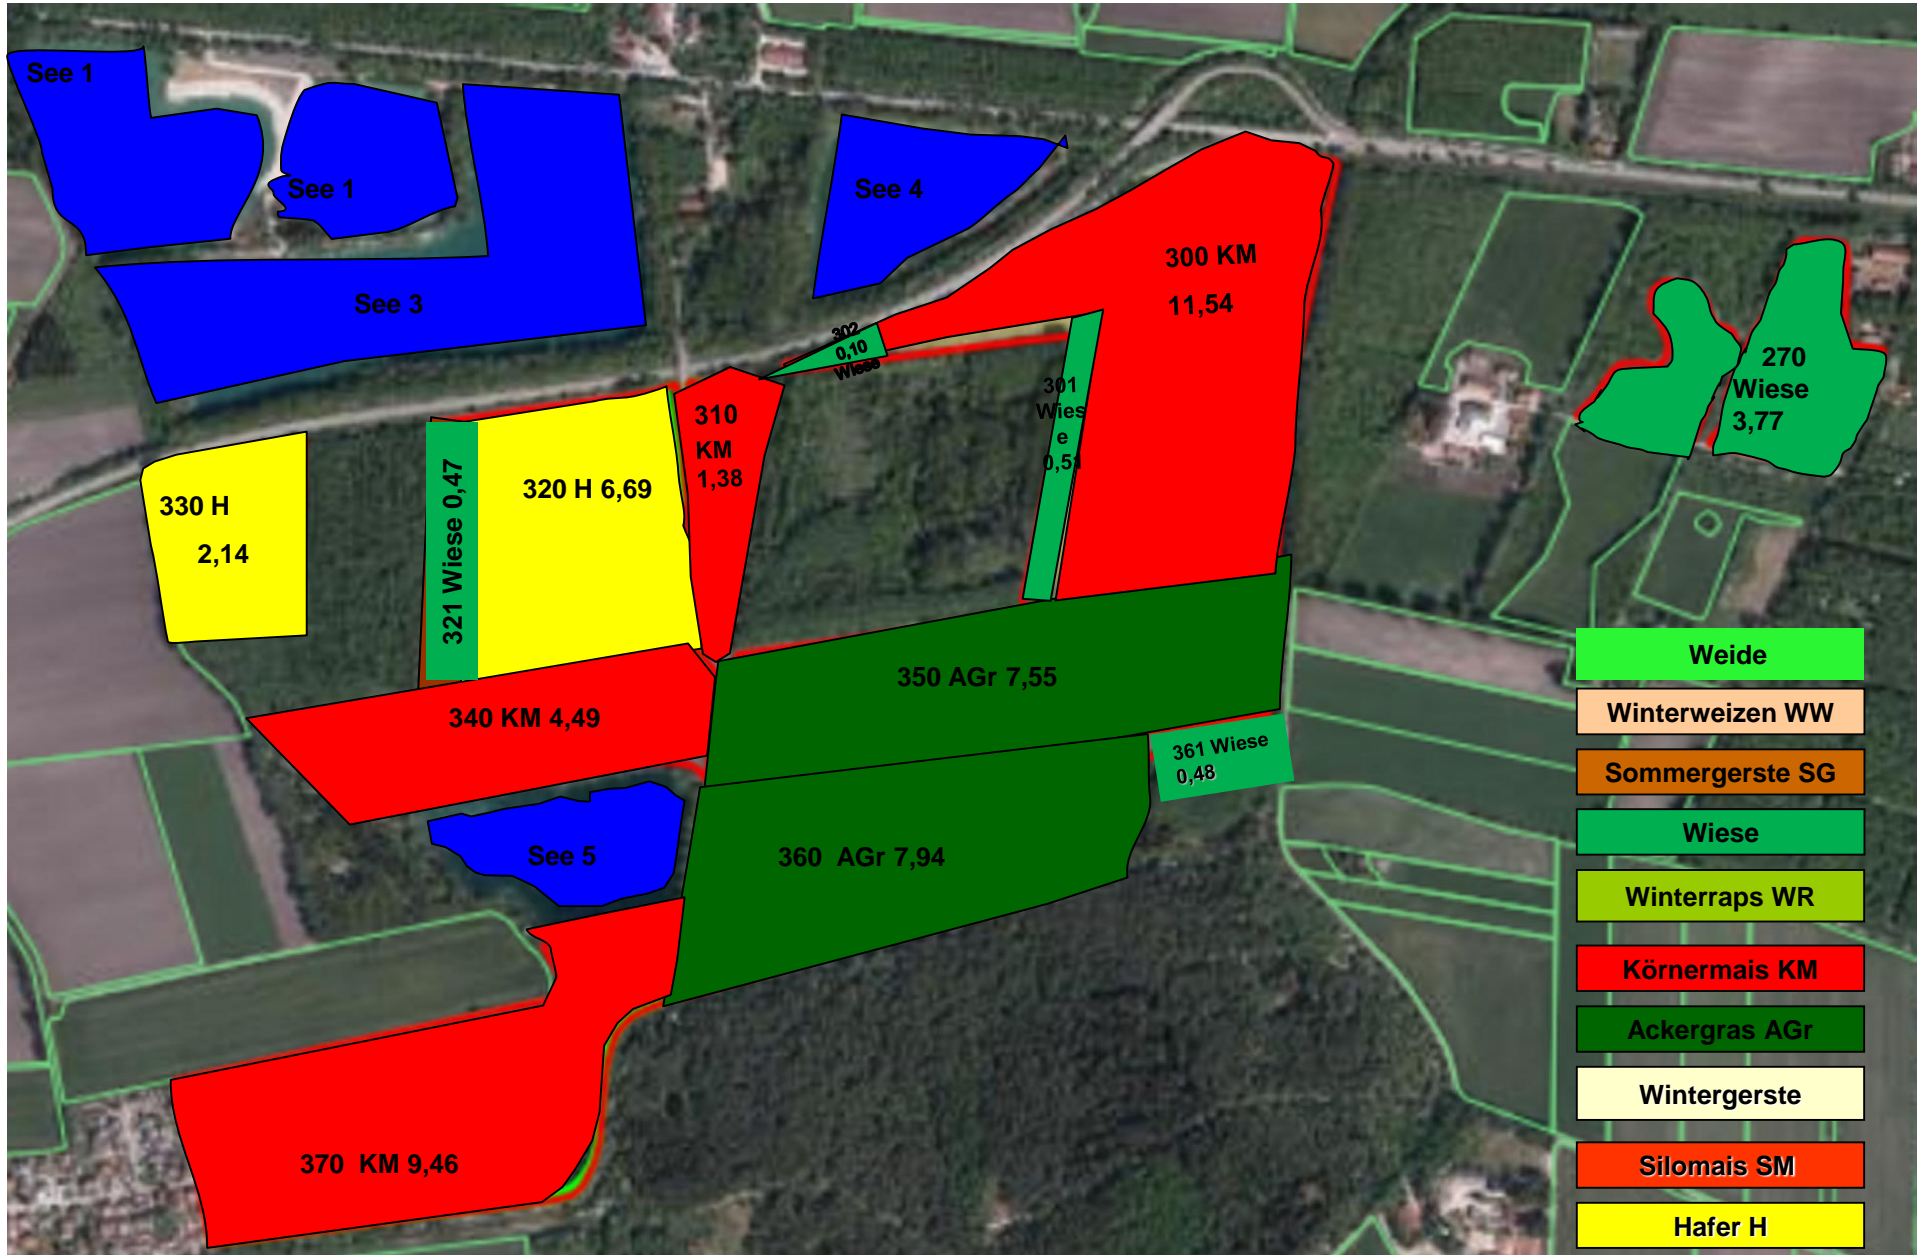 See 1
See 1
See 4
300 KM
11,54
See 3
302
0,10
Wiese
270
Wiese
3,77
301
Wies
e
0,51
310
KM
1,38
320 H 6,69
321 Wiese 0,47
330 H
2,14
350 AGr 7,55
340 KM 4,49
361 Wiese
0,48
See 5
360 AGr 7,94
370 KM 9,46
Weide
Winterweizen WW
Sommergerste SG
Wiese
Winterraps WR
Körnermais KM
Ackergras AGr
Wintergerste
Silomais SM
Hafer H